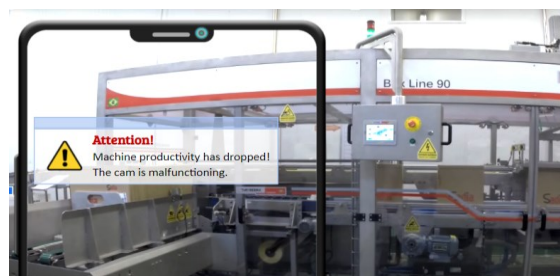 Box Line 90
Attention!
Machine productivity has dropped!
The cam is malfunctioning.